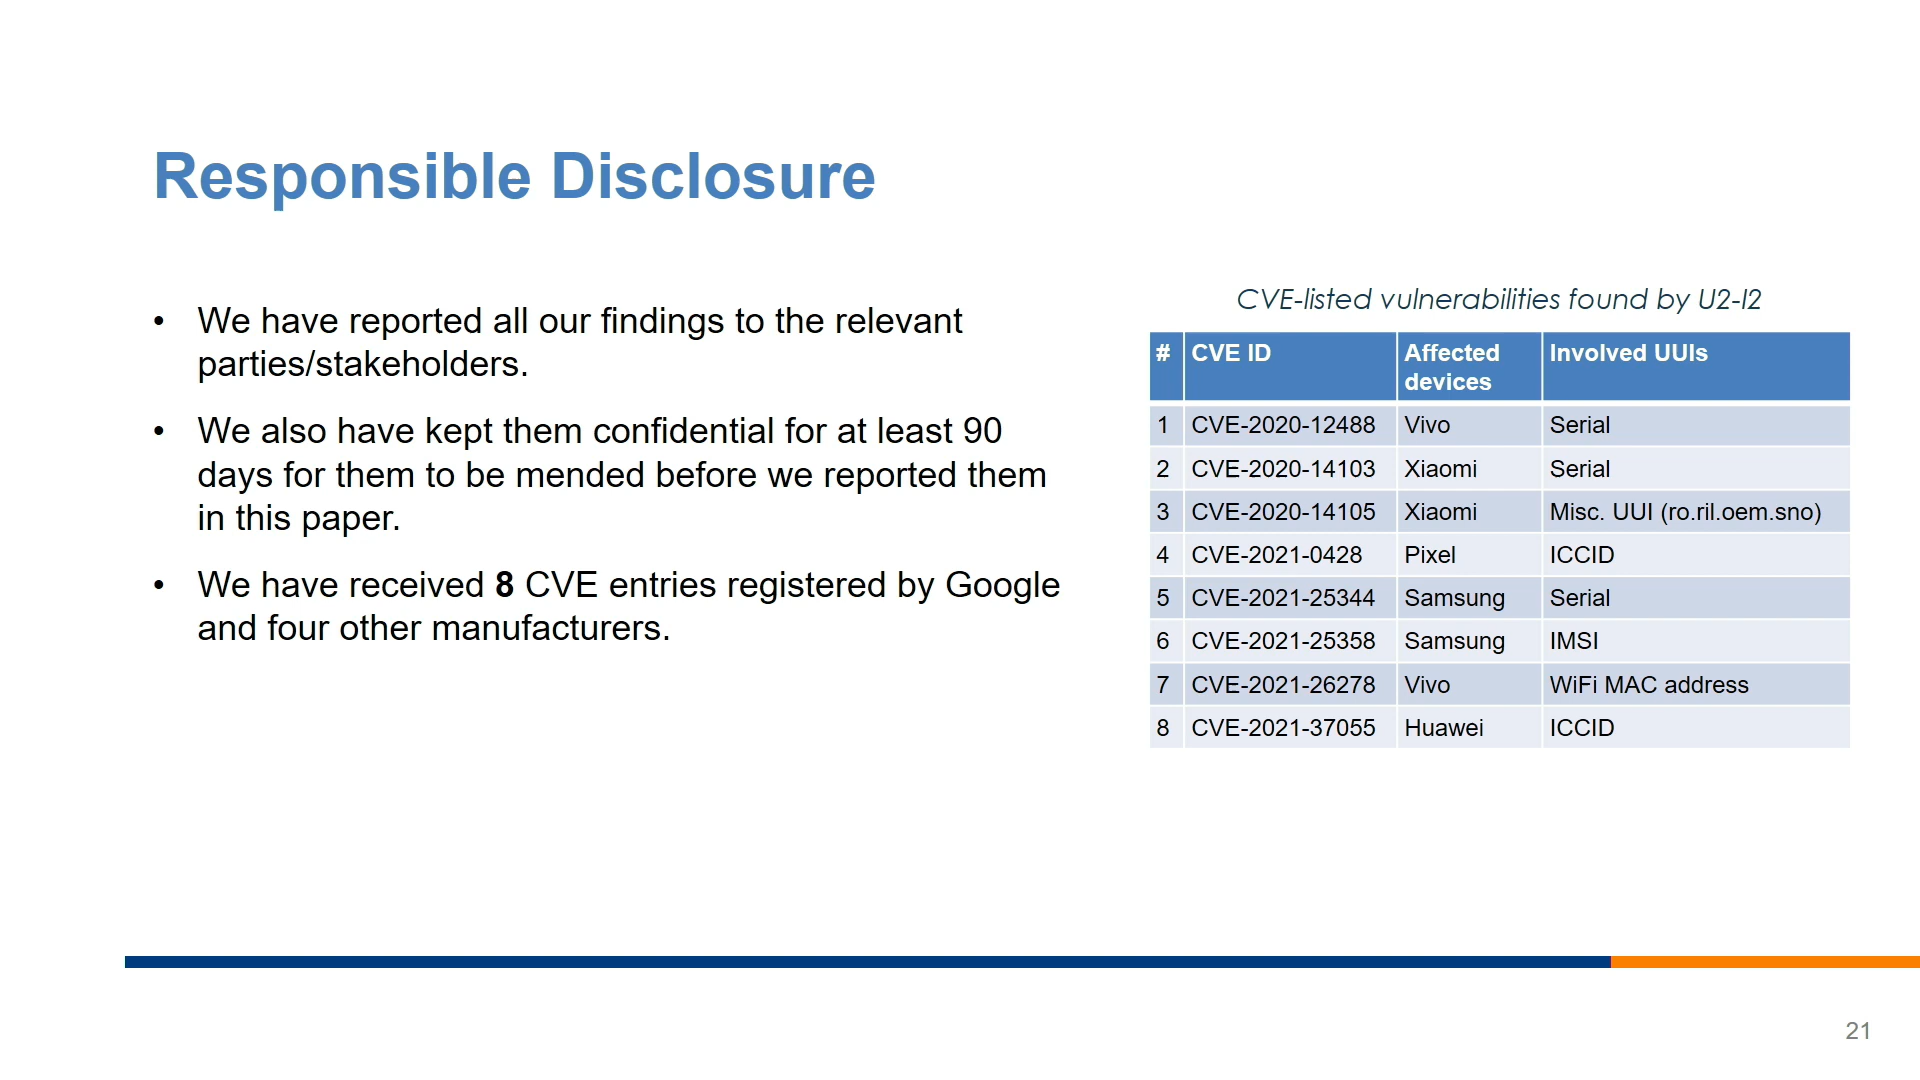 Responsible Disclosure
• We have reported all our findings to the relevant
parties/stakeholders.
• We also have kept them confidential for at least 90
days for them to be mended before we reported them
in this paper.
• We have received 8 CVE entries registered by Google
and four other manufacturers.
CVE-listed vulnerabilities found by U2-I2
# CVE ID Affected devices Involved UUIs
1 CVE-2020-12488 Vivo Serial
2 CVE-2020-14103 Xiaomi Serial
3 CVE-2020-14105 Xiaomi Misc. UUI (ro.ril.oem.sno)
4 CVE-2021-0428 Pixel ICCID
5 CVE-2021-25344 Samsung Serial
6 CVE-2021-25358 Samsung IMSI
7 CVE-2021-26278 Vivo WiFi MAC address
8 CVE-2021-37055 Huawei ICCID
21